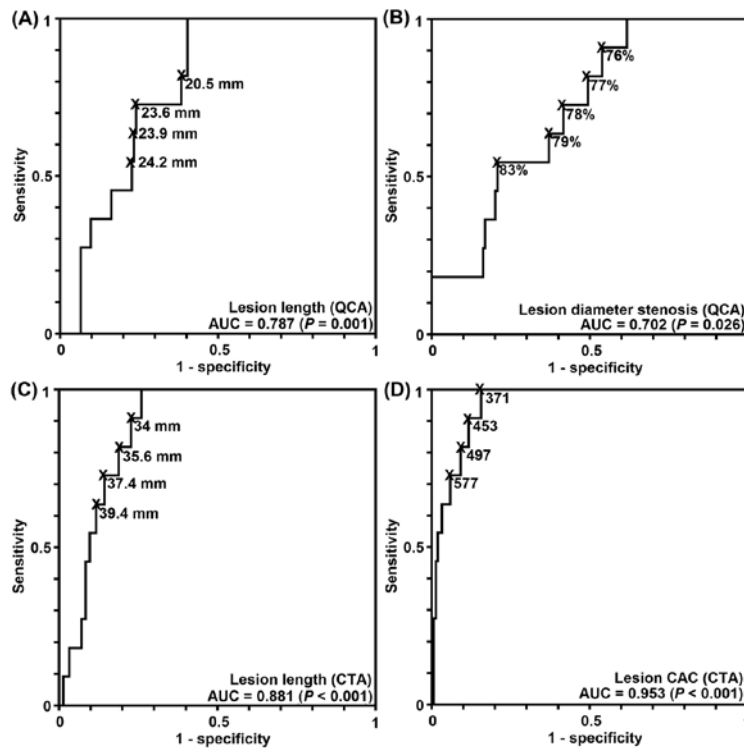 (A)
1
20.5 mm
23.6 mm
23.9 mm
24.2 mm
0.5
Sensitivity
Lesion length (QCA)
AUC = 0.787 (P = 0.001)
0
0 0.5 1
1 - specificity
(B)
1
76%
77%
78%
79%
83%
0.5
Sensitivity
Lesion diameter stenosis (QCA)
AUC = 0.702 (P = 0.026)
0
0 0.5 1
1 - specificity
(C)
1
34 mm
35.6 mm
37.4 mm
39.4 mm
0.5
Sensitivity
Lesion length (CTA)
AUC = 0.881 (P < 0.001)
0
0 0.5 1
1 - specificity
(D)
1
371
453
497
577
0.5
Sensitivity
Lesion CAC (CTA)
AUC = 0.953 (P < 0.001)
0
0 0.5 1
1 - specificity